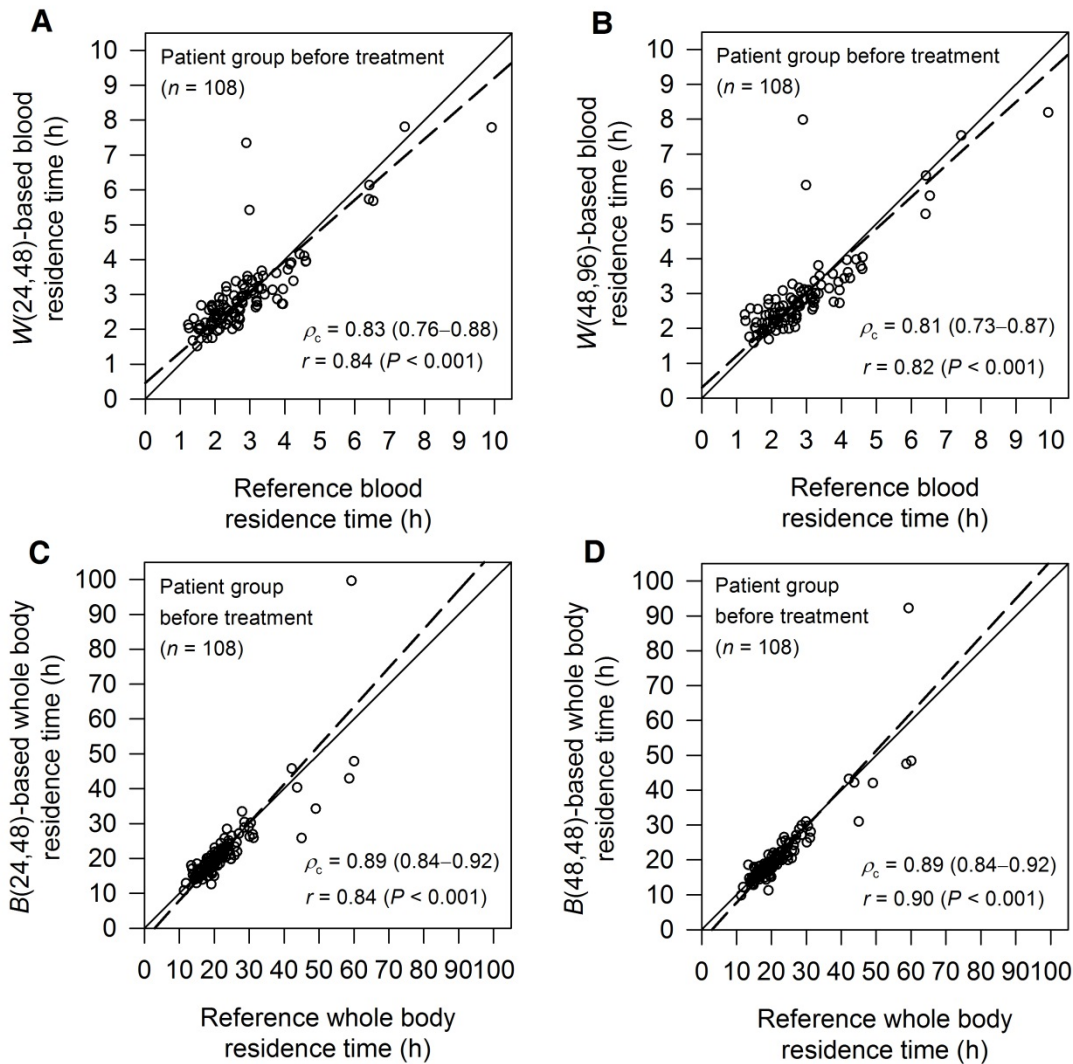 A
W(24,48)-based blood
residence time (h)
10
9
8
7
6
5
4
3
2
1
0
Patient group before treatment
(n = 108)
ρc = 0.83 (0.76–0.88)
r = 0.84 (P < 0.001)
0 1 2 3 4 5 6 7 8 9 10
Reference blood
residence time (h)
B
W(48,96)-based blood
residence time (h)
10
9
8
7
6
5
4
3
2
1
0
Patient group before treatment
(n = 108)
ρc = 0.81 (0.73–0.87)
r = 0.82 (P < 0.001)
0 1 2 3 4 5 6 7 8 9 10
Reference blood
residence time (h)
C
B(24,48)-based whole body
residence time (h)
100
90
80
70
60
50
40
30
20
10
0
Patient group
before treatment
(n = 108)
ρc = 0.89 (0.84–0.92)
r = 0.84 (P < 0.001)
0 10 20 30 40 50 60 70 80 90 100
Reference whole body
residence time (h)
D
B(48,48)-based whole body
residence time (h)
100
90
80
70
60
50
40
30
20
10
0
Patient group
before treatment
(n = 108)
ρc = 0.89 (0.84–0.92)
r = 0.90 (P < 0.001)
0 10 20 30 40 50 60 70 80 90 100
Reference whole body
residence time (h)